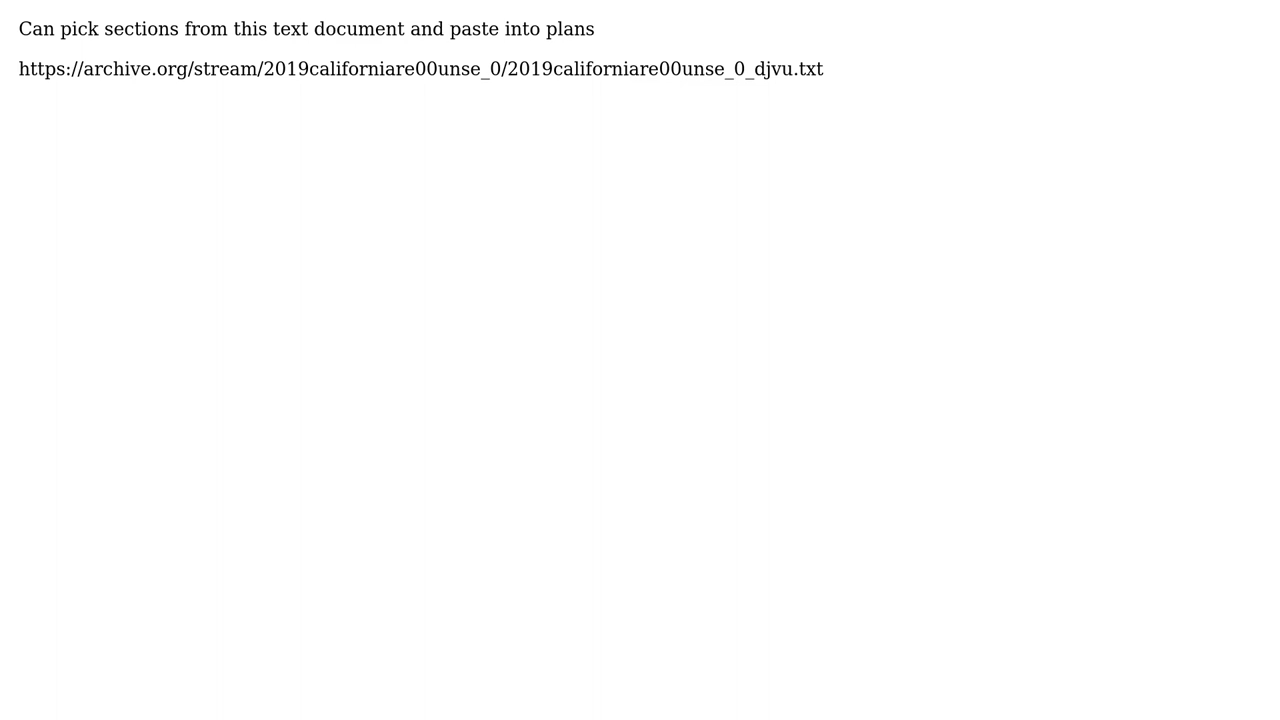 Can pick sections from this text document and paste into plans
https://archive.org/stream/2019californiare00unse_0/2019californiare00unse_0_djvu.txt